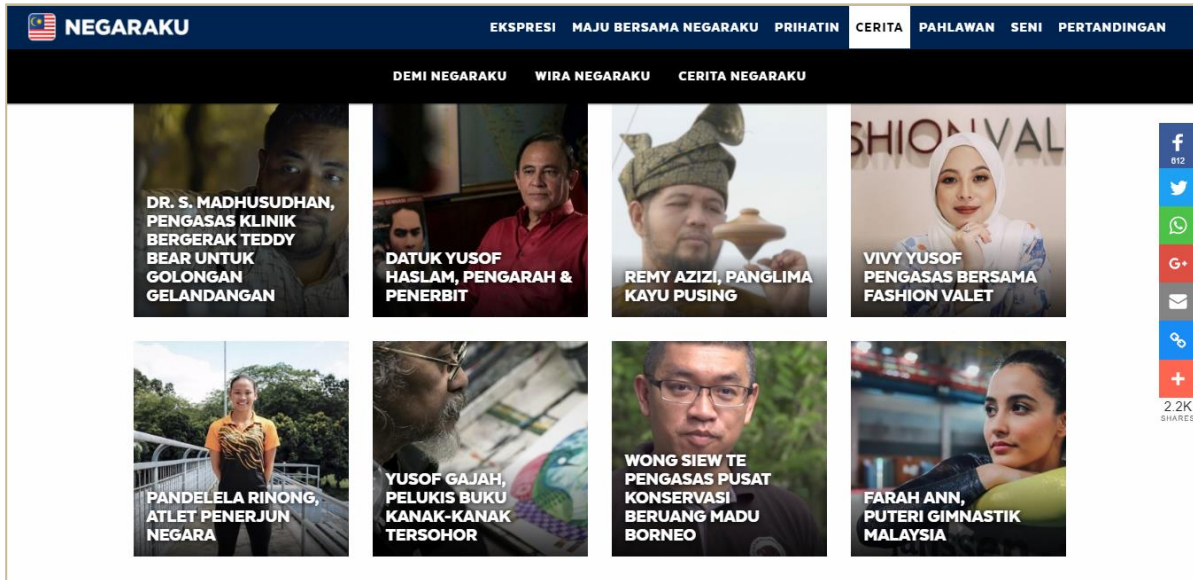 NEGARAKU
EKSPRESI MAJU BERSAMA NEGARAKU PRIHATIN CERITA PAHLAWAN SENI PERTANDINGAN
DEMI NEGARAKU WIRA NEGARAKU CERITA NEGARAKU
SHION VAL
DR. S. MADHUSUDHAN,
PENGASAS KLINIK
BERGERAK TEDDY
BEAR UNTUK
GOLONGAN
GELANDANGAN
DATUK YUSOF
HASLAM, PENGARAH &
PENERBIT
REMY AZIZI, PANGLIMA
KAYU PUSING
VIVY YUSOF
PENGASAS BERSAMA
FASHION VALET
f
612
G+
2.2K
SHARES
PANDELELA RINONG,
ATLET PENERJUN
NEGARA
YUSOF GAJAH,
PELUKIS BUKU
KANAK-KANAK
TERSOHOR
WONG SIEW TE
PENGASAS PUSAT
KONSERVASI
BERUANG MADU
BORNEO
FARAH ANN,
PUTERI GIMNASTIK
MALAYSIA